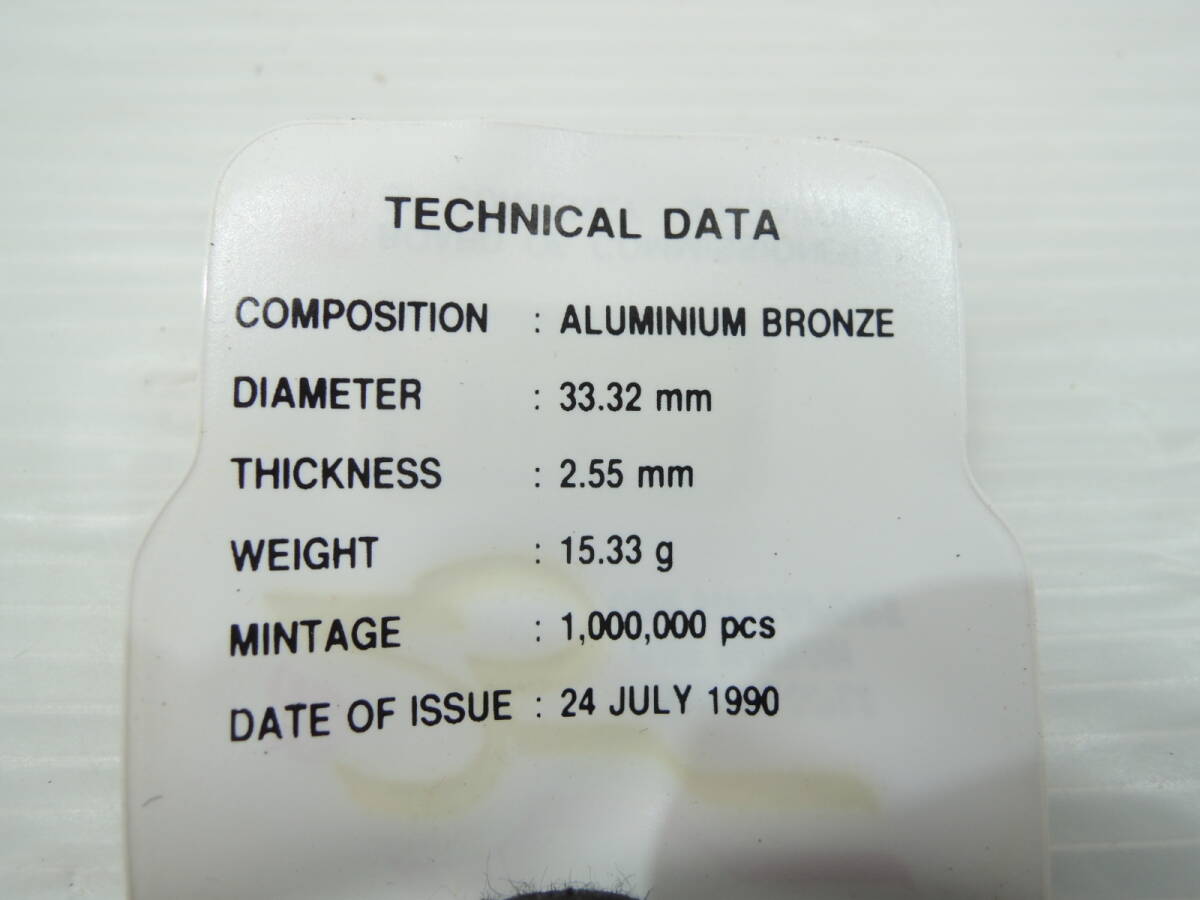 TECHNICAL DATA
COMPOSITION : ALUMINIUM BRONZE
DIAMETER : 33.32 mm
THICKNESS : 2.55 mm
WEIGHT : 15.33 g
MINTAGE : 1,000,000 pcs
DATE OF ISSUE : 24 JULY 1990